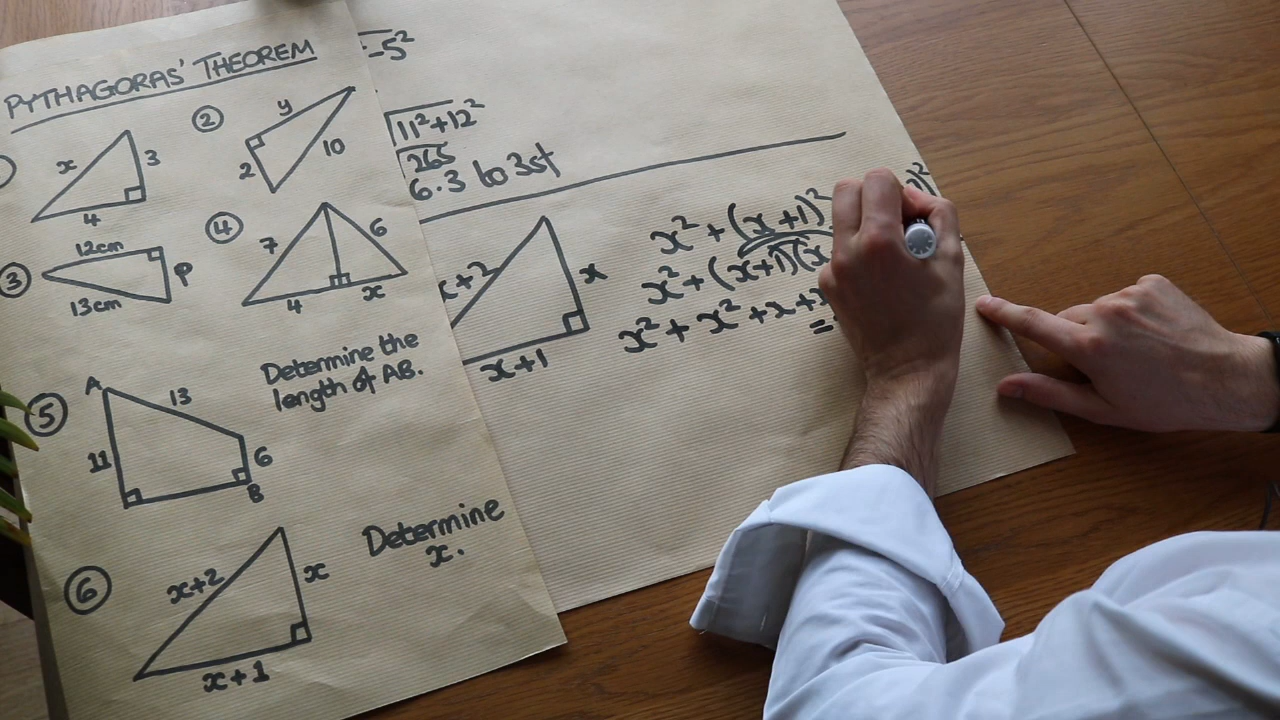 PYTHAGORAS' THEOREM
x
3
4
②
y
2
10
③
12cm
13cm
P
④
7
6
4
x
⑤
A
13
11
6
B
Determine the
length of AB.
⑥
x+2
x
x+1
Determine
x.
-5²
√11²+12²
√265
6.3 to 3sf
x+2
x
x+1
x² + (x+1)²
x² + (x+1)(x
x² + x² + x +
=
)²